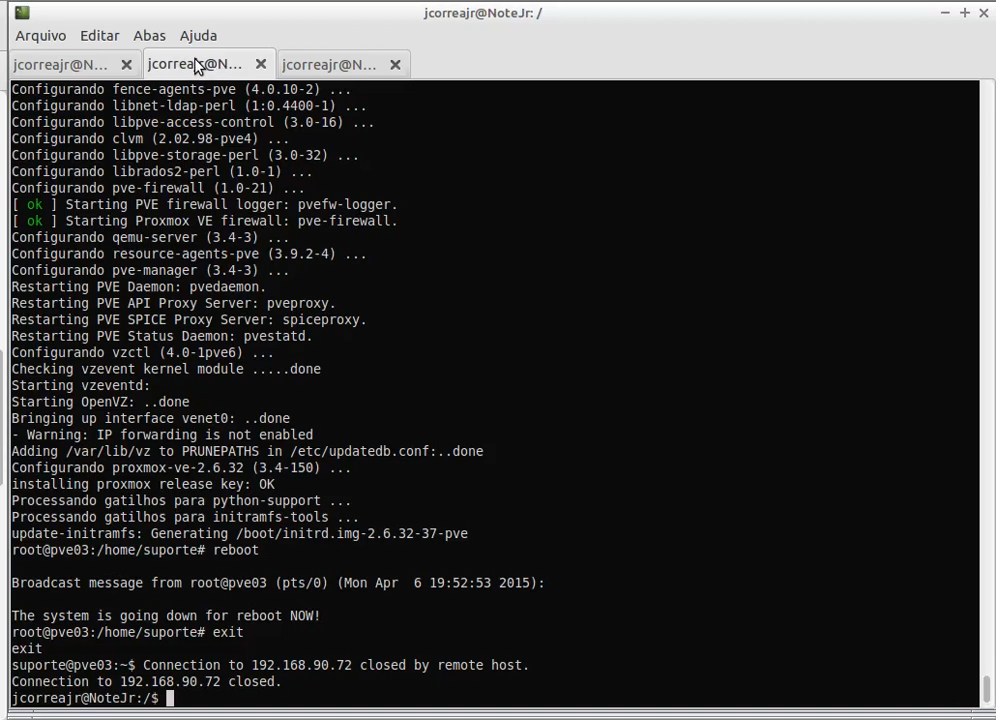 jcorreajr@NoteJr: /
Arquivo Editar Abas Ajuda
jcorreajr@N... jcorreajr@N... jcorreajr@N...
Configurando fence-agents-pve (4.0.10-2) ...
Configurando libnet-ldap-perl (1:0.4400-1) ...
Configurando libpve-access-control (3.0-16) ...
Configurando clvm (2.02.98-pve4) ...
Configurando libpve-storage-perl (3.0-32) ...
Configurando librados2-perl (1.0-1) ...
Configurando pve-firewall (1.0-21) ...
[ ok ] Starting PVE firewall logger: pvefw-logger.
[ ok ] Starting Proxmox VE firewall: pve-firewall.
Configurando qemu-server (3.4-3) ...
Configurando resource-agents-pve (3.9.2-4) ...
Configurando pve-manager (3.4-3) ...
Restarting PVE Daemon: pvedaemon.
Restarting PVE API Proxy Server: pveproxy.
Restarting PVE SPICE Proxy Server: spiceproxy.
Restarting PVE Status Daemon: pvestatd.
Configurando vzctl (4.0-1pve6) ...
Checking vzevent kernel module .....done
Starting vzeventd:
Starting OpenVZ: ..done
Bringing up interface venet0: ..done
- Warning: IP forwarding is not enabled
Adding /var/lib/vz to PRUNEPATHS in /etc/updatedb.conf:..done
Configurando proxmox-ve-2.6.32 (3.4-150) ...
installing proxmox release key: OK
Processando gatilhos para python-support ...
Processando gatilhos para initramfs-tools ...
update-initramfs: Generating /boot/initrd.img-2.6.32-37-pve
root@pve03:/home/suporte# reboot
Broadcast message from root@pve03 (pts/0) (Mon Apr  6 19:52:53 2015):
The system is going down for reboot NOW!
root@pve03:/home/suporte# exit
exit
suporte@pve03:~$ Connection to 192.168.90.72 closed by remote host.
Connection to 192.168.90.72 closed.
jcorreajr@NoteJr:/$